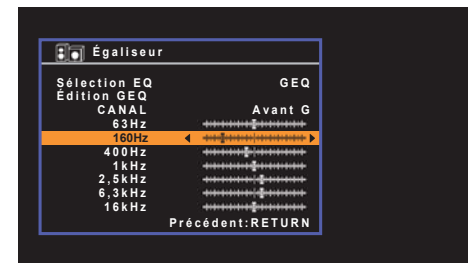 Égaliseur
Sélection EQ GEQ
Édition GEQ
CANAL Avant G
63Hz
160Hz
400Hz
1kHz
2,5kHz
6,3kHz
16kHz
Précédent:RETURN